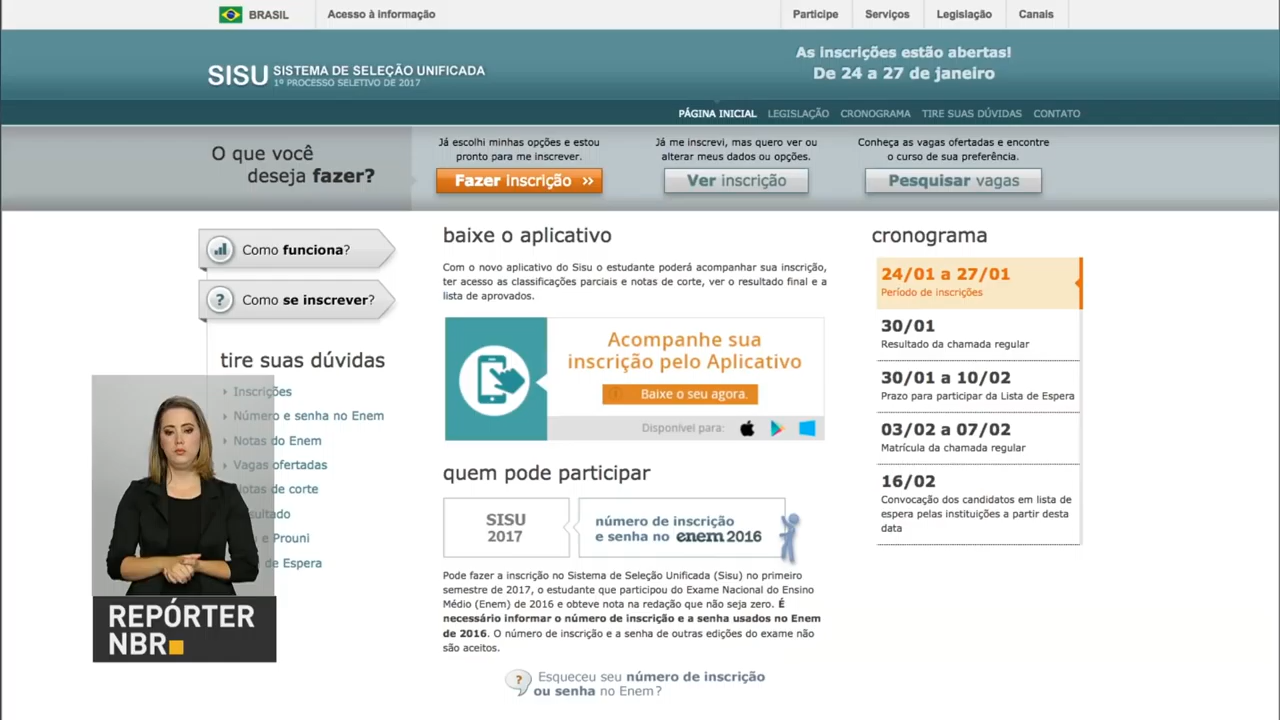 BRASIL
Acesso à informação
Participe
Serviços
Legislação
Canais
SISU SISTEMA DE SELEÇÃO UNIFICADA
1º PROCESSO SELETIVO DE 2017
As inscrições estão abertas!
De 24 a 27 de janeiro
PÁGINA INICIAL
LEGISLAÇÃO
CRONOGRAMA
TIRE SUAS DÚVIDAS
CONTATO
O que você
deseja fazer?
Já escolhi minhas opções e estou
pronto para me inscrever.
Fazer inscrição »
Já me inscrevi, mas quero ver ou
alterar meus dados ou opções.
Ver inscrição
Conheça as vagas ofertadas e encontre
o curso de sua preferência.
Pesquisar vagas
Como funciona?
Como se inscrever?
tire suas dúvidas
Inscrições
Número e senha no Enem
Notas do Enem
Vagas ofertadas
de corte
e Prouni
de Espera
REPÓRTER
NBR
baixe o aplicativo
Com o novo aplicativo do Sisu o estudante poderá acompanhar sua inscrição,
ter acesso as classificações parciais e notas de corte, ver o resultado final e a
lista de aprovados.
Acompanhe sua
inscrição pelo Aplicativo
Baixe o seu agora.
Disponível para:
quem pode participar
SISU
2017
número de inscrição
e senha no enem 2016
Pode fazer a inscrição no Sistema de Seleção Unificada (Sisu) no primeiro
semestre de 2017, o estudante que participou do Exame Nacional do Ensino
Médio (Enem) de 2016 e obteve nota na redação que não seja zero. É
necessário informar o número de inscrição e a senha usados no Enem
de 2016. O número de inscrição e a senha de outras edições do exame não
são aceitos.
Esqueceu seu número de inscrição
ou senha no Enem?
cronograma
24/01 a 27/01
Período de inscrições
30/01
Resultado da chamada regular
30/01 a 10/02
Prazo para participar da Lista de Espera
03/02 a 07/02
Matrícula da chamada regular
16/02
Convocação dos candidatos em lista de
espera pelas instituições a partir desta
data